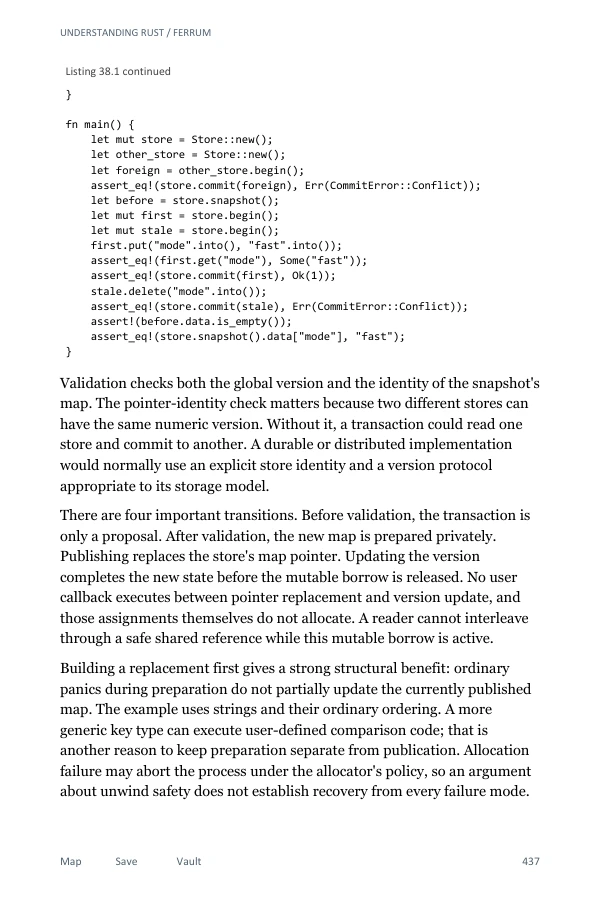 UNDERSTANDING RUST / FERRUM
Listing 38.1 continued
}
fn main() {
    let mut store = Store::new();
    let other_store = Store::new();
    let foreign = other_store.begin();
    assert_eq!(store.commit(foreign), Err(CommitError::Conflict));
    let before = store.snapshot();
    let mut first = store.begin();
    let mut stale = store.begin();
    first.put("mode".into(), "fast".into());
    assert_eq!(first.get("mode"), Some("fast"));
    assert_eq!(store.commit(first), Ok(1));
    stale.delete("mode".into());
    assert_eq!(store.commit(stale), Err(CommitError::Conflict));
    assert!(before.data.is_empty());
    assert_eq!(store.snapshot().data["mode"], "fast");
}
Validation checks both the global version and the identity of the snapshot's
map. The pointer-identity check matters because two different stores can
have the same numeric version. Without it, a transaction could read one
store and commit to another. A durable or distributed implementation
would normally use an explicit store identity and a version protocol
appropriate to its storage model.
There are four important transitions. Before validation, the transaction is
only a proposal. After validation, the new map is prepared privately.
Publishing replaces the store's map pointer. Updating the version
completes the new state before the mutable borrow is released. No user
callback executes between pointer replacement and version update, and
those assignments themselves do not allocate. A reader cannot interleave
through a safe shared reference while this mutable borrow is active.
Building a replacement first gives a strong structural benefit: ordinary
panics during preparation do not partially update the currently published
map. The example uses strings and their ordinary ordering. A more
generic key type can execute user-defined comparison code; that is
another reason to keep preparation separate from publication. Allocation
failure may abort the process under the allocator's policy, so an argument
about unwind safety does not establish recovery from every failure mode.
Map Save Vault 437